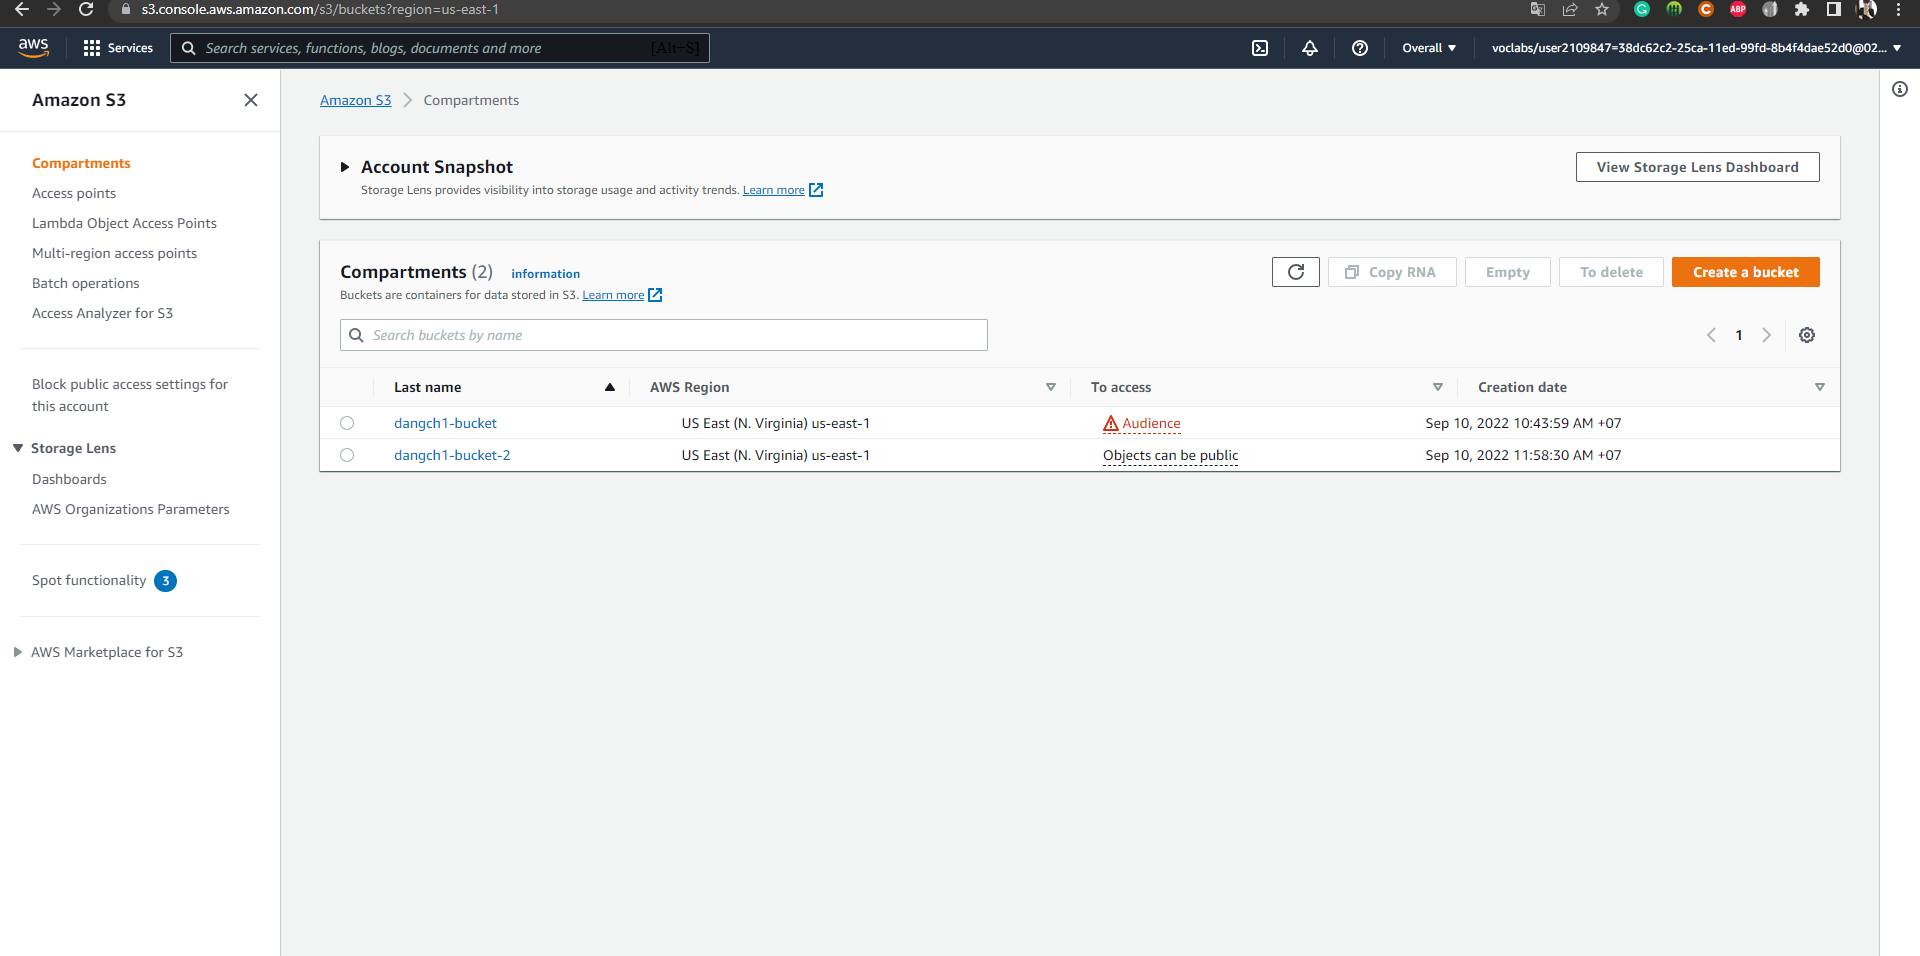 s3.console.aws.amazon.com/s3/buckets?region=us-east-1
ABP
aws
Services
Search services, functions, blogs, documents and more [Alt+S]
Overall
voclabs/user2109847=38dc62c2-25ca-11ed-99fd-8b4f4dae52d0@02...
Amazon S3
Compartments
Access points
Lambda Object Access Points
Multi-region access points
Batch operations
Access Analyzer for S3
Block public access settings for
this account
Storage Lens
Dashboards
AWS Organizations Parameters
Spot functionality 3
AWS Marketplace for S3
Amazon S3 > Compartments
Account Snapshot
Storage Lens provides visibility into storage usage and activity trends. Learn more
View Storage Lens Dashboard
Compartments (2) information
Buckets are containers for data stored in S3. Learn more
Copy RNA
Empty
To delete
Create a bucket
Search buckets by name
1
Last name AWS Region To access Creation date
dangch1-bucket US East (N. Virginia) us-east-1 Audience Sep 10, 2022 10:43:59 AM +07
dangch1-bucket-2 US East (N. Virginia) us-east-1 Objects can be public Sep 10, 2022 11:58:30 AM +07